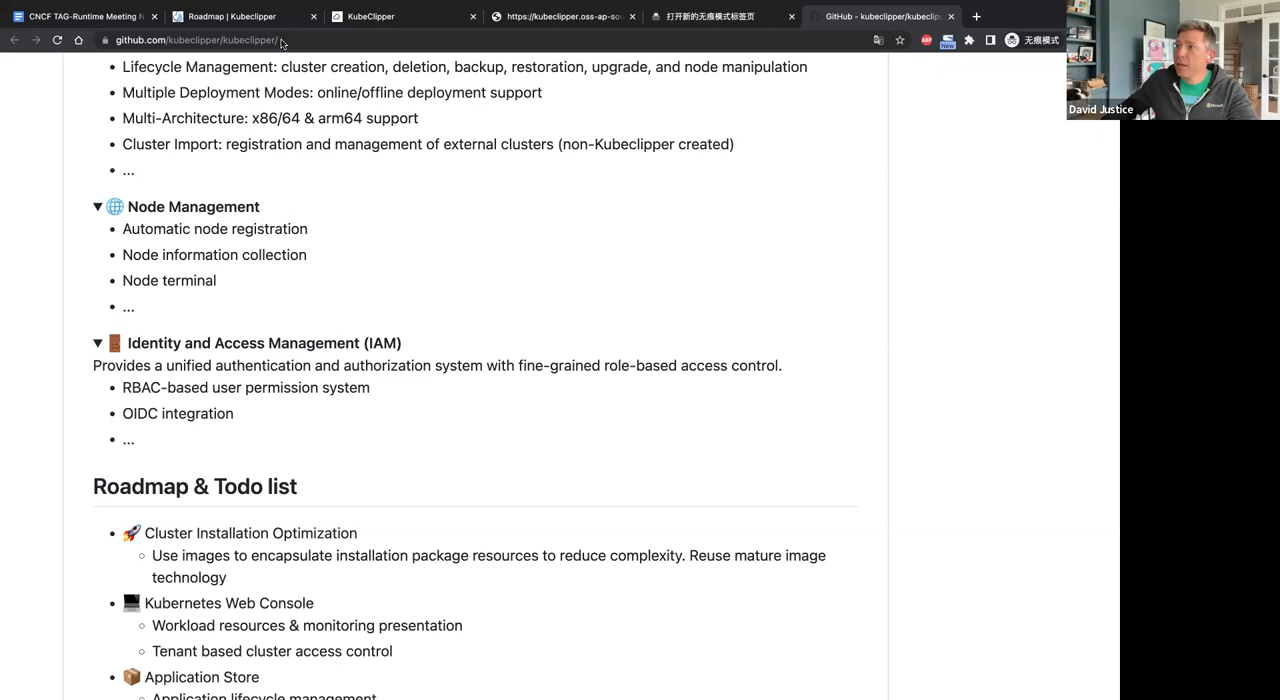 CNCF TAG-Runtime Meeting N
Roadmap | Kubeclipper
KubeClipper
https://kubeclipper.oss-ap-sou
打开新的无痕模式标签页
GitHub - kubeclipper/kubeclip
github.com/kubeclipper/kubeclipper/
ABP
New
无痕模式
David Justice
Microsoft
• Lifecycle Management: cluster creation, deletion, backup, restoration, upgrade, and node manipulation
• Multiple Deployment Modes: online/offline deployment support
• Multi-Architecture: x86/64 & arm64 support
• Cluster Import: registration and management of external clusters (non-Kubeclipper created)
• ...
▼ 🌐 Node Management
• Automatic node registration
• Node information collection
• Node terminal
• ...
▼ 🚪 Identity and Access Management (IAM)
Provides a unified authentication and authorization system with fine-grained role-based access control.
• RBAC-based user permission system
• OIDC integration
• ...
Roadmap & Todo list
• 🚀 Cluster Installation Optimization
◦ Use images to encapsulate installation package resources to reduce complexity. Reuse mature image
technology
• 💻 Kubernetes Web Console
◦ Workload resources & monitoring presentation
◦ Tenant based cluster access control
• 📦 Application Store
◦ Application lifecycle management